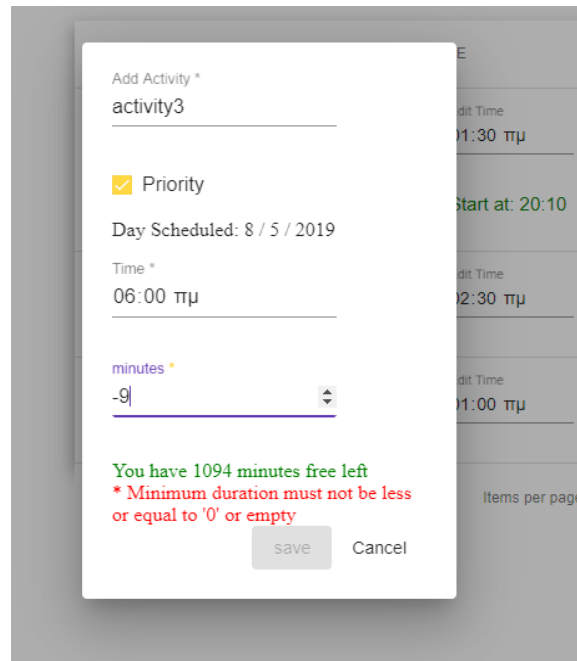 E
Add Activity *
activity3
dit Time
01:30 πμ
Priority
Start at: 20:10
Day Scheduled: 8 / 5 / 2019
Time *
06:00 πμ
dit Time
02:30 πμ
minutes *
-9
dit Time
01:00 πμ
You have 1094 minutes free left
* Minimum duration must not be less
or equal to '0' or empty
Items per page
save Cancel